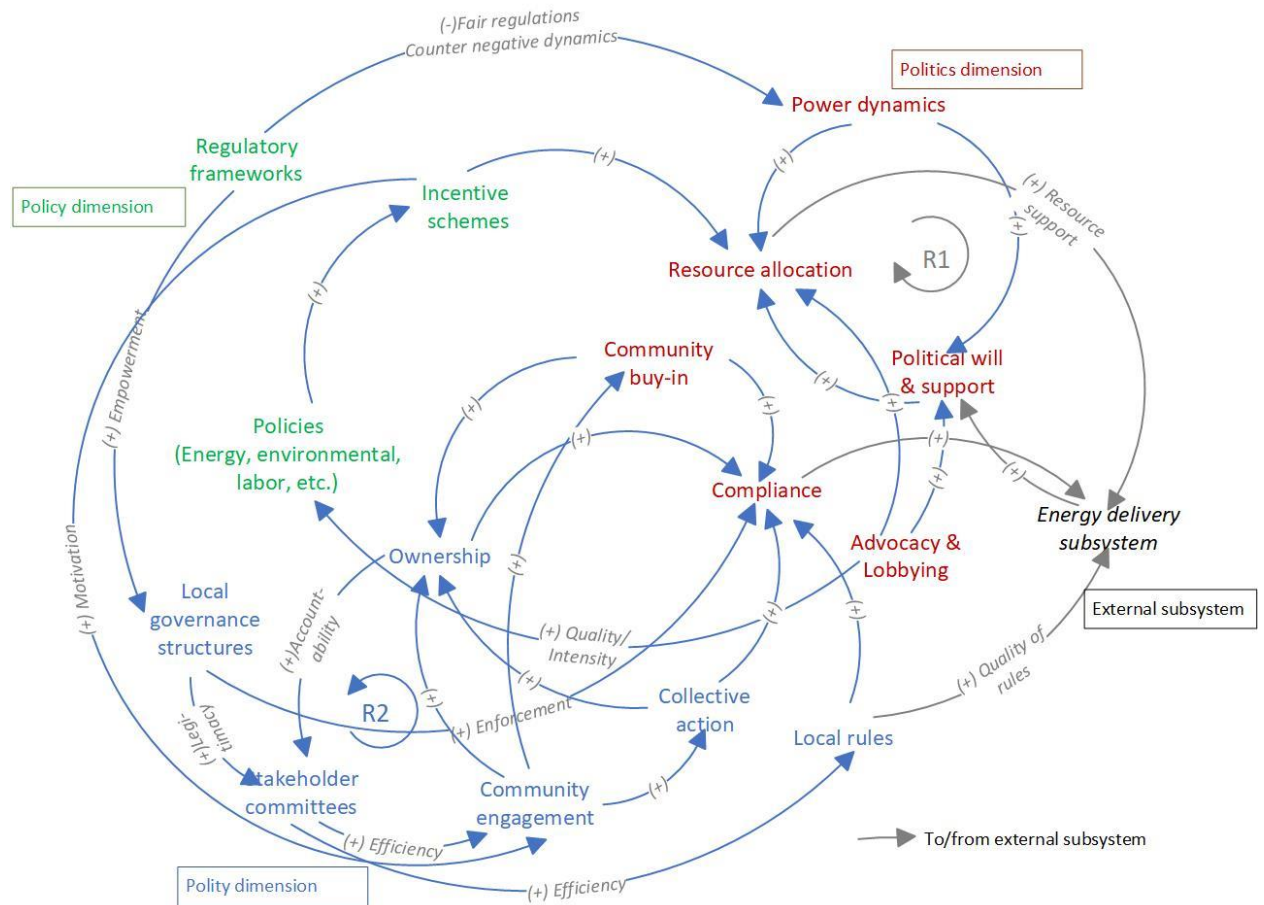 (-)Fair regulations
Counter negative dynamics
Politics dimension
Power dynamics
Regulatory
frameworks
(+)
(+)
(+) Resource
support
Policy dimension
Incentive
schemes
(+)
R1
Resource allocation
(+)
Community
buy-in
Political will
& support
(+)
(+) Empowerment
(+)
(+)
(+)
Policies
(Energy, environmental,
labor, etc.)
(+)
(+)
(+)
(+)
Compliance
Energy delivery
subsystem
Ownership
Advocacy &
Lobbying
(+) Motivation
(+)
External subsystem
Local
governance
structures
(+)Account-
ability
(+)
(+)
(+) Quality/
Intensity
(+) Quality of
rules
(+)
(+)
R2
Collective
action
(+) Enforcement
Local rules
(+)Legi-
timacy
Stakeholder
committees
Community
engagement
(+)
(+) Efficiency
To/from external subsystem
Polity dimension
(+) Efficiency